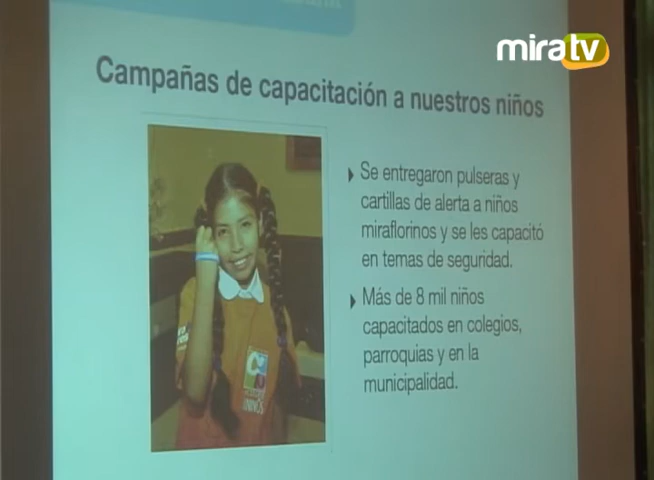 miratv
Campañas de capacitación a nuestros niños
Se entregaron pulseras y
cartillas de alerta a niños
miraflorinos y se les capacitó
en temas de seguridad.
Más de 8 mil niños
capacitados en colegios,
parroquias y en la
municipalidad.